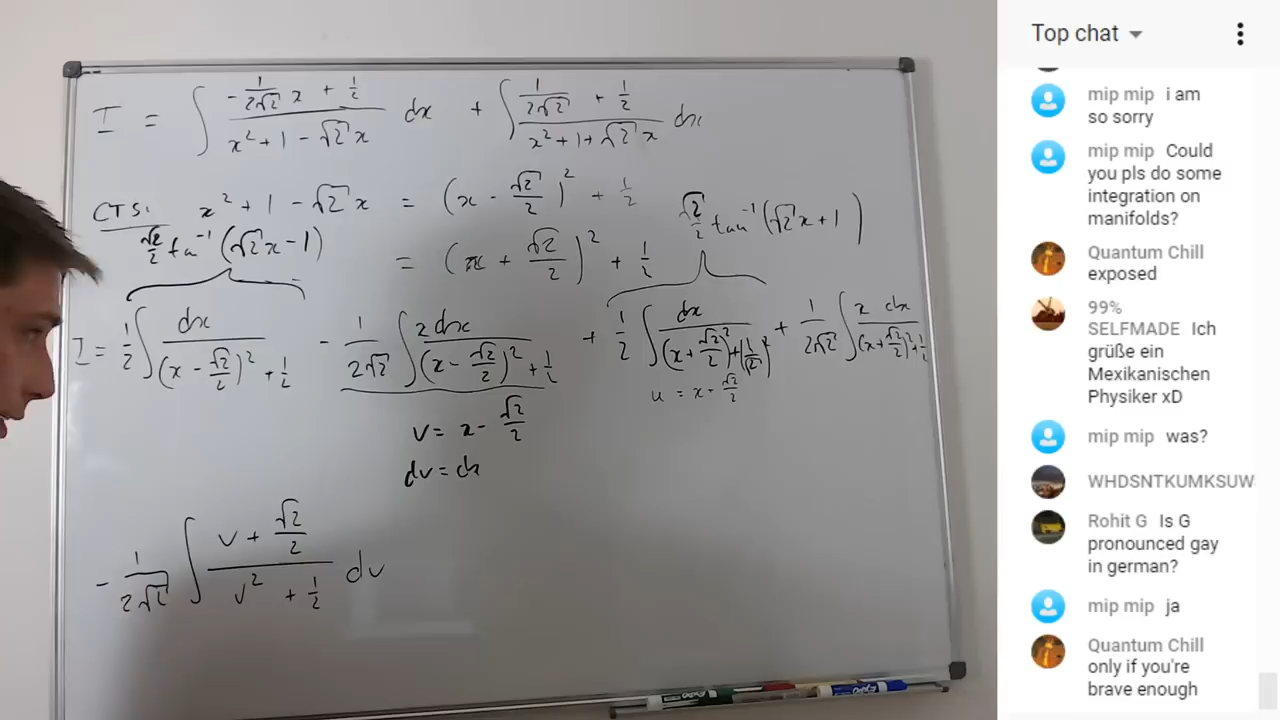 I = ∫ (-1/(2√2) x + 1/2)/(x² + 1 - √2 x) dx + ∫ (1/(2√2) + 1/2)/(x² + 1 + √2 x) dx
CTS: x² + 1 - √2 x = (x - √2/2)² + 1/2
√2/2 tan⁻¹(√2 x - 1)
√2/2 tan⁻¹(√2 x + 1)
= = (x + √2/2)² + 1/2
I = 1/2 ∫ dx/((x - √2/2)² + 1/2) - 1/(2√2) ∫ x dx/((x - √2/2)² + 1/2) + 1/2 ∫ dx/((x + √2/2)² + (1/√2)²) + 1/(2√2) ∫ x dx/((x + √2/2)² + 1/2)
u = x - √2/2
v = x - √2/2
dv = dx
- 1/(2√2) ∫ (v + √2/2)/(v² + 1/2) dv
Top chat
mip mip i am
so sorry
mip mip Could
you pls do some
integration on
manifolds?
Quantum Chill
exposed
99%
SELFMADE Ich
grüße ein
Mexikanischen
Physiker xD
mip mip was?
WHDSNTKUMKSUW
Rohit G Is G
pronounced gay
in german?
mip mip ja
Quantum Chill
only if you're
brave enough